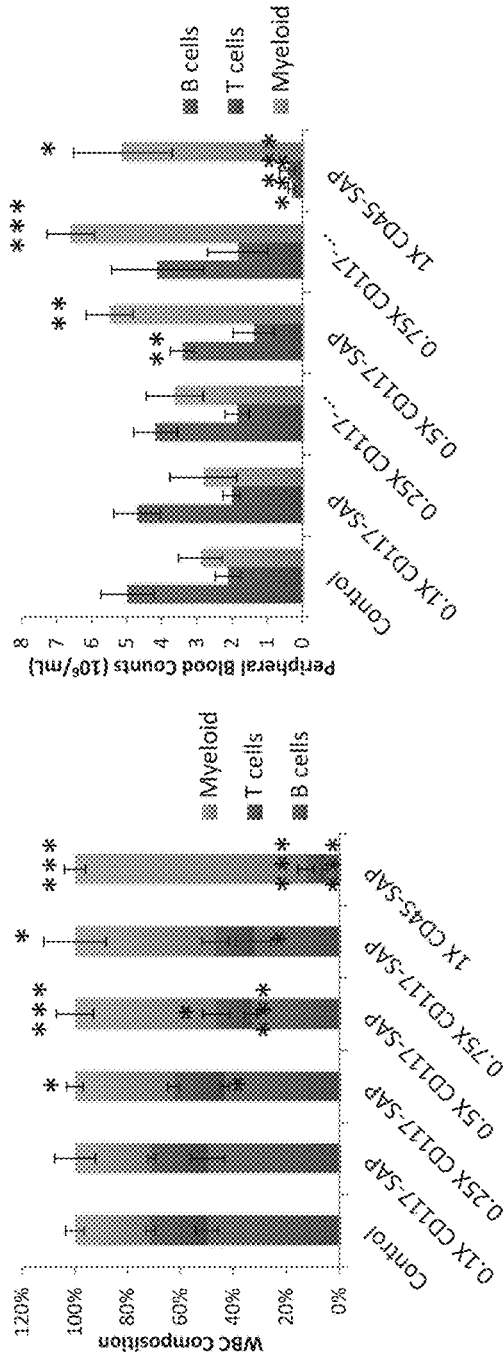 WBC Composition
120%
100%
80%
60%
40%
20%
0%
Control
0.1X CD117-SAP
0.25X CD117-SAP
0.5X CD117-SAP
0.75X CD117-SAP
1X CD45-SAP
Myeloid
T cells
B cells
Peripheral Blood Counts (10⁶/mL)
8
7
6
5
4
3
2
1
0
Control
0.1X CD117-SAP
0.25X CD117-...
0.5X CD117-SAP
0.75X CD117-...
1X CD45-SAP
B cells
T cells
Myeloid